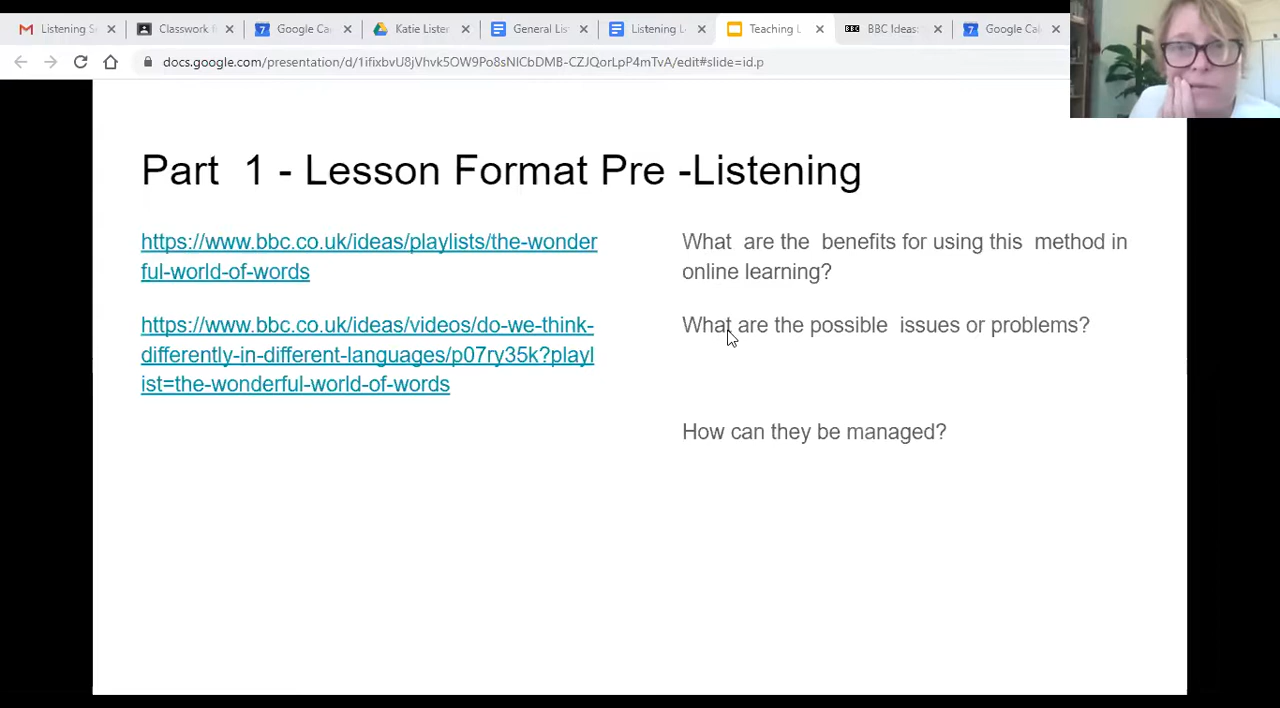 Listening S
Classwork f
Google Ca
Katie Lister
General Lis
Listening L
Teaching L
BBC Ideas:
Google Cal
docs.google.com/presentation/d/1ifixbvU8jVhvk5OW9Po8sNlCbDMB-CZJQorLpP4mTvA/edit#slide=id.p
Part 1 - Lesson Format Pre -Listening
https://www.bbc.co.uk/ideas/playlists/the-wonder
ful-world-of-words
https://www.bbc.co.uk/ideas/videos/do-we-think-
differently-in-different-languages/p07ry35k?playl
ist=the-wonderful-world-of-words
What are the benefits for using this method in
online learning?
What are the possible issues or problems?
How can they be managed?